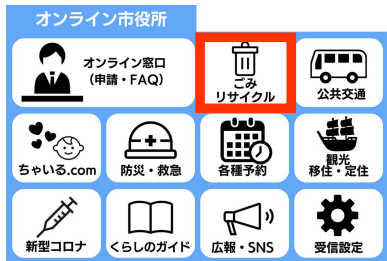 オンライン市役所
オンライン窓口
（申請・FAQ）
ごみ
リサイクル
公共交通
ちゃいる.com
防災・救急
各種予約
観光
移住・定住
新型コロナ
くらしのガイド
広報・SNS
受信設定